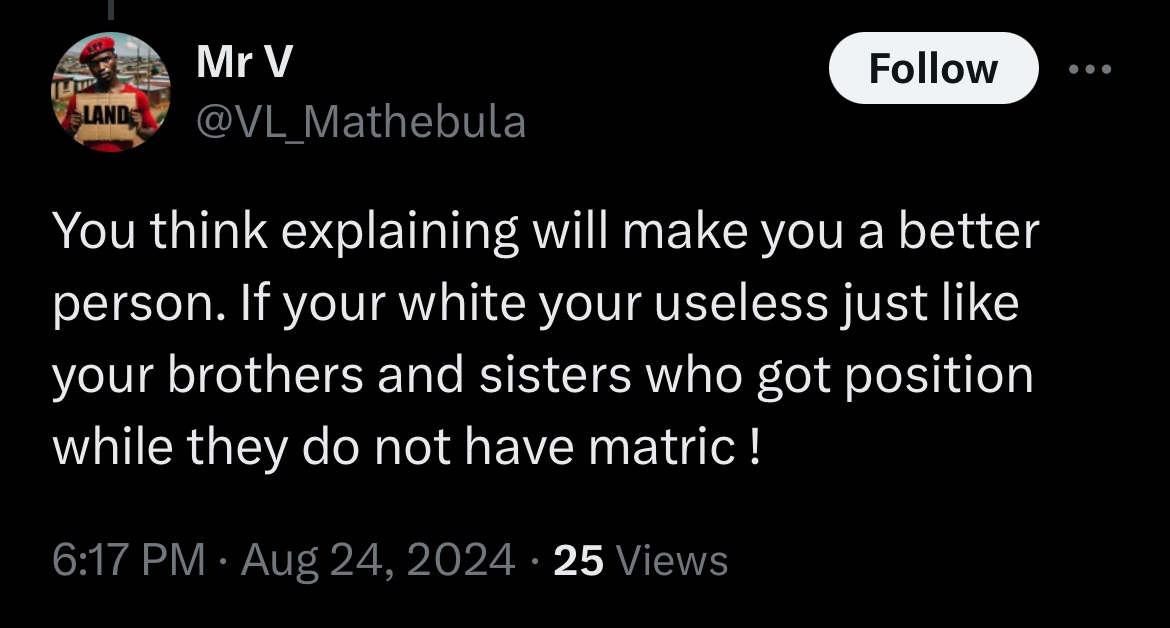 EFF
LAND
Mr V
Follow
@VL_Mathebula
You think explaining will make you a better
person. If your white your useless just like
your brothers and sisters who got position
while they do not have matric !
6:17 PM · Aug 24, 2024 · 25 Views